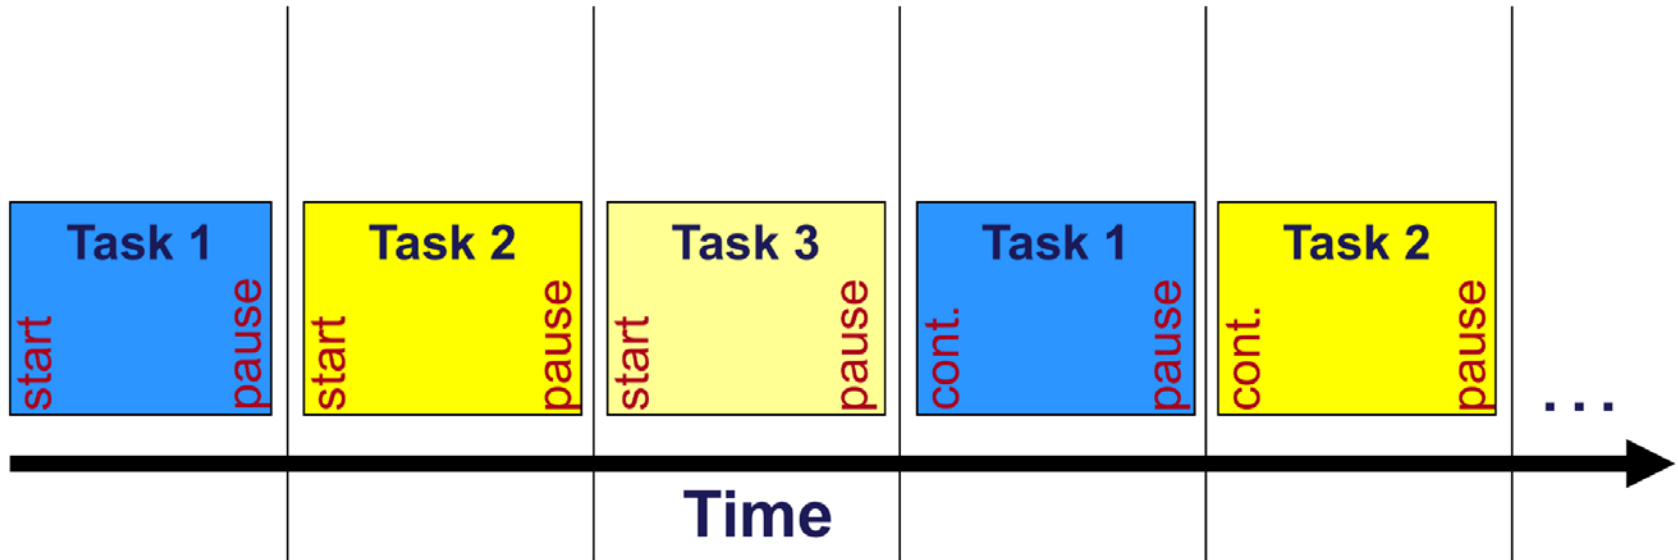 Task 1
start
pause
Task 2
start
pause
Task 3
start
pause
Task 1
cont.
pause
Task 2
cont.
pause
...
Time